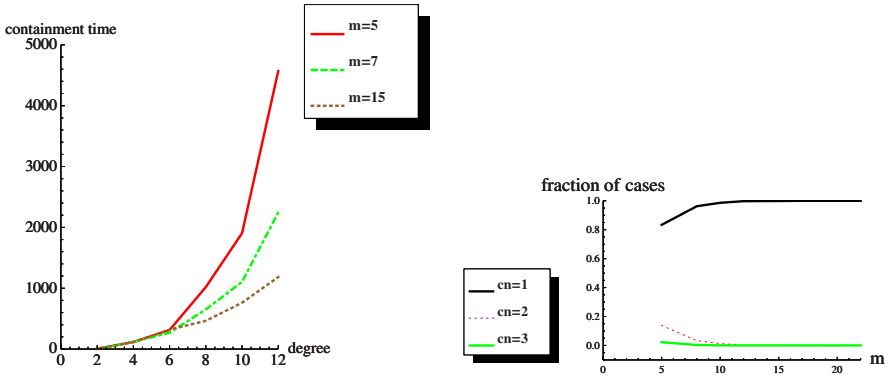 containment time
5000
4000
3000
2000
1000
0
0 2 4 6 8 10 12
degree
m=5
m=7
m=15
fraction of cases
1.0
0.8
0.6
0.4
0.2
0.0
0 5 10 15 20
m
cn=1
cn=2
cn=3